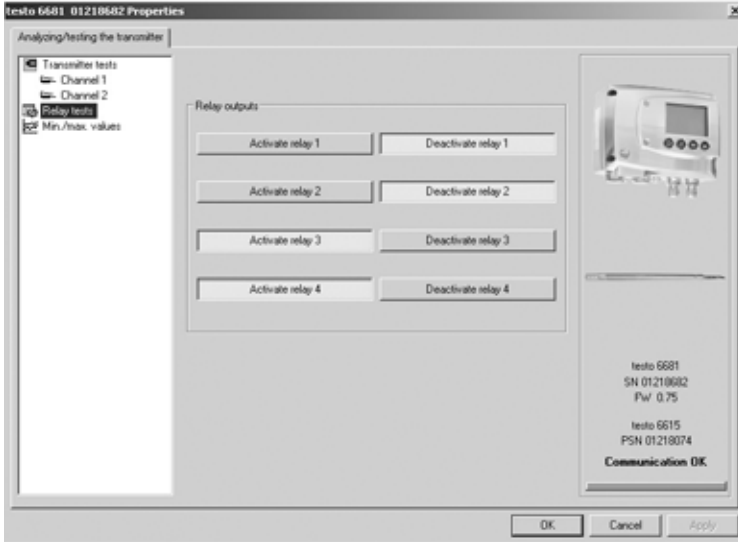 testo 6681 01218682 Properties
Analyzing/testing the transmitter
Transmitter tests
Channel 1
Channel 2
Relay tests
Min./max. values
Relay outputs
Activate relay 1 Deactivate relay 1
Activate relay 2 Deactivate relay 2
Activate relay 3 Deactivate relay 3
Activate relay 4 Deactivate relay 4
testo 6681
SN 01218682
FW 0.75
testo 6615
PSN 01218074
Communication OK
OK Cancel Apply